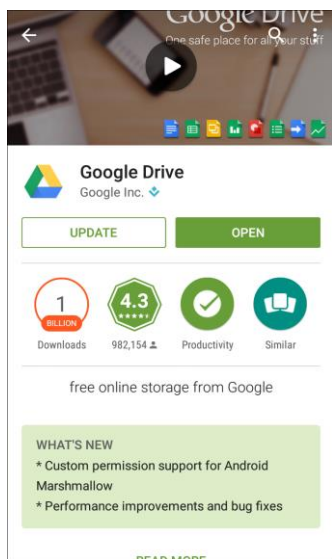 Google Drive
One safe place for all your stuff
Google Drive
Google Inc.
UPDATE
OPEN
1
BILLION
4.3
Downloads
982,154
Productivity
Similar
free online storage from Google
WHAT'S NEW
* Custom permission support for Android
Marshmallow
* Performance improvements and bug fixes
READ MORE